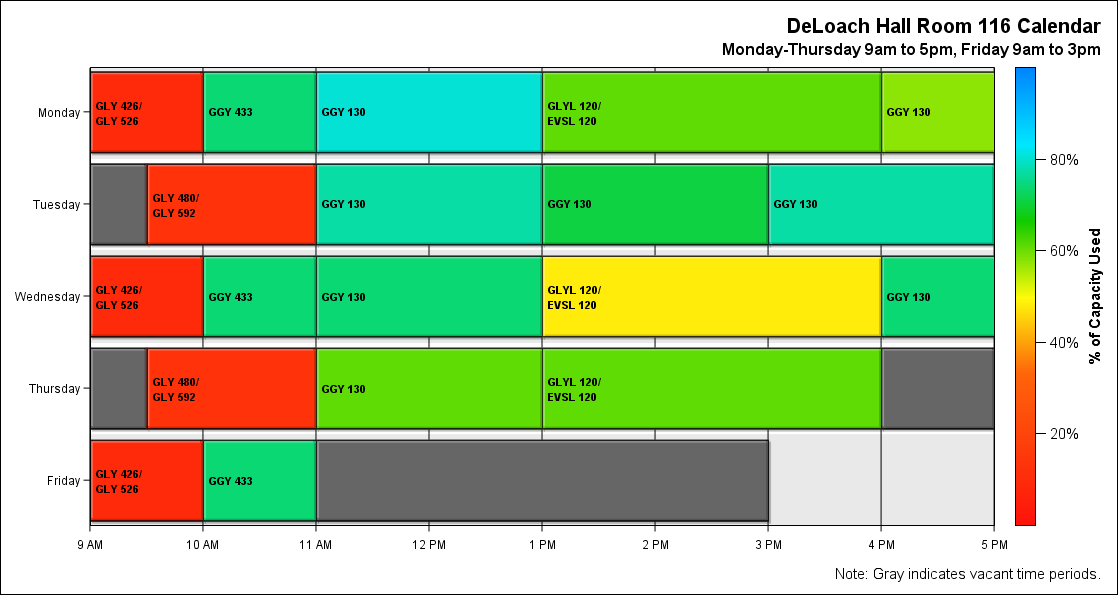 DeLoach Hall Room 116 Calendar
Monday-Thursday 9am to 5pm, Friday 9am to 3pm
Monday
GLY 426/
GLY 526
GGY 433
GGY 130
GLYL 120/
EVSL 120
GGY 130
Tuesday
GLY 480/
GLY 592
GGY 130
GGY 130
GGY 130
Wednesday
GLY 426/
GLY 526
GGY 433
GGY 130
GLYL 120/
EVSL 120
GGY 130
Thursday
GLY 480/
GLY 592
GGY 130
GLYL 120/
EVSL 120
Friday
GLY 426/
GLY 526
GGY 433
9 AM
10 AM
11 AM
12 PM
1 PM
2 PM
3 PM
4 PM
5 PM
80%
60%
40%
20%
% of Capacity Used
Note: Gray indicates vacant time periods.